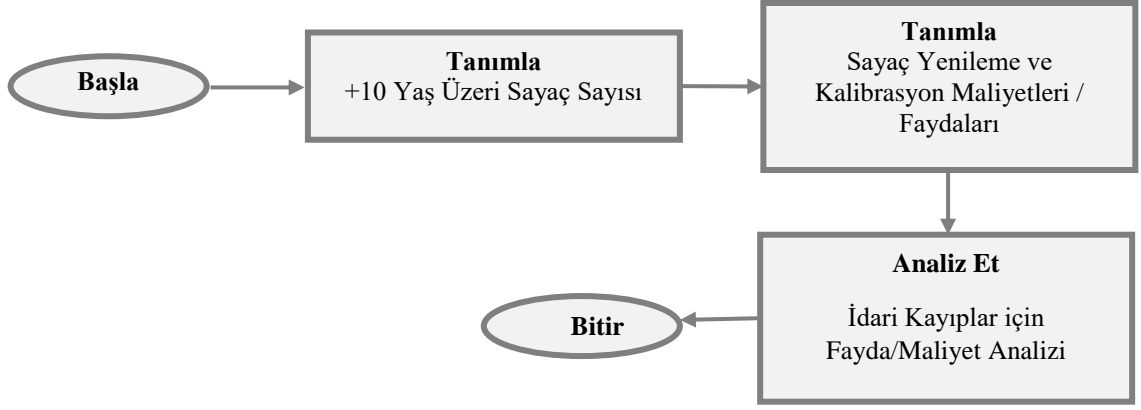 Başla
Tanımla
+10 Yaş Üzeri Sayaç Sayısı
Tanımla
Sayaç Yenileme ve
Kalibrasyon Maliyetleri /
Faydaları
Analiz Et
İdari Kayıplar için
Fayda/Maliyet Analizi
Bitir